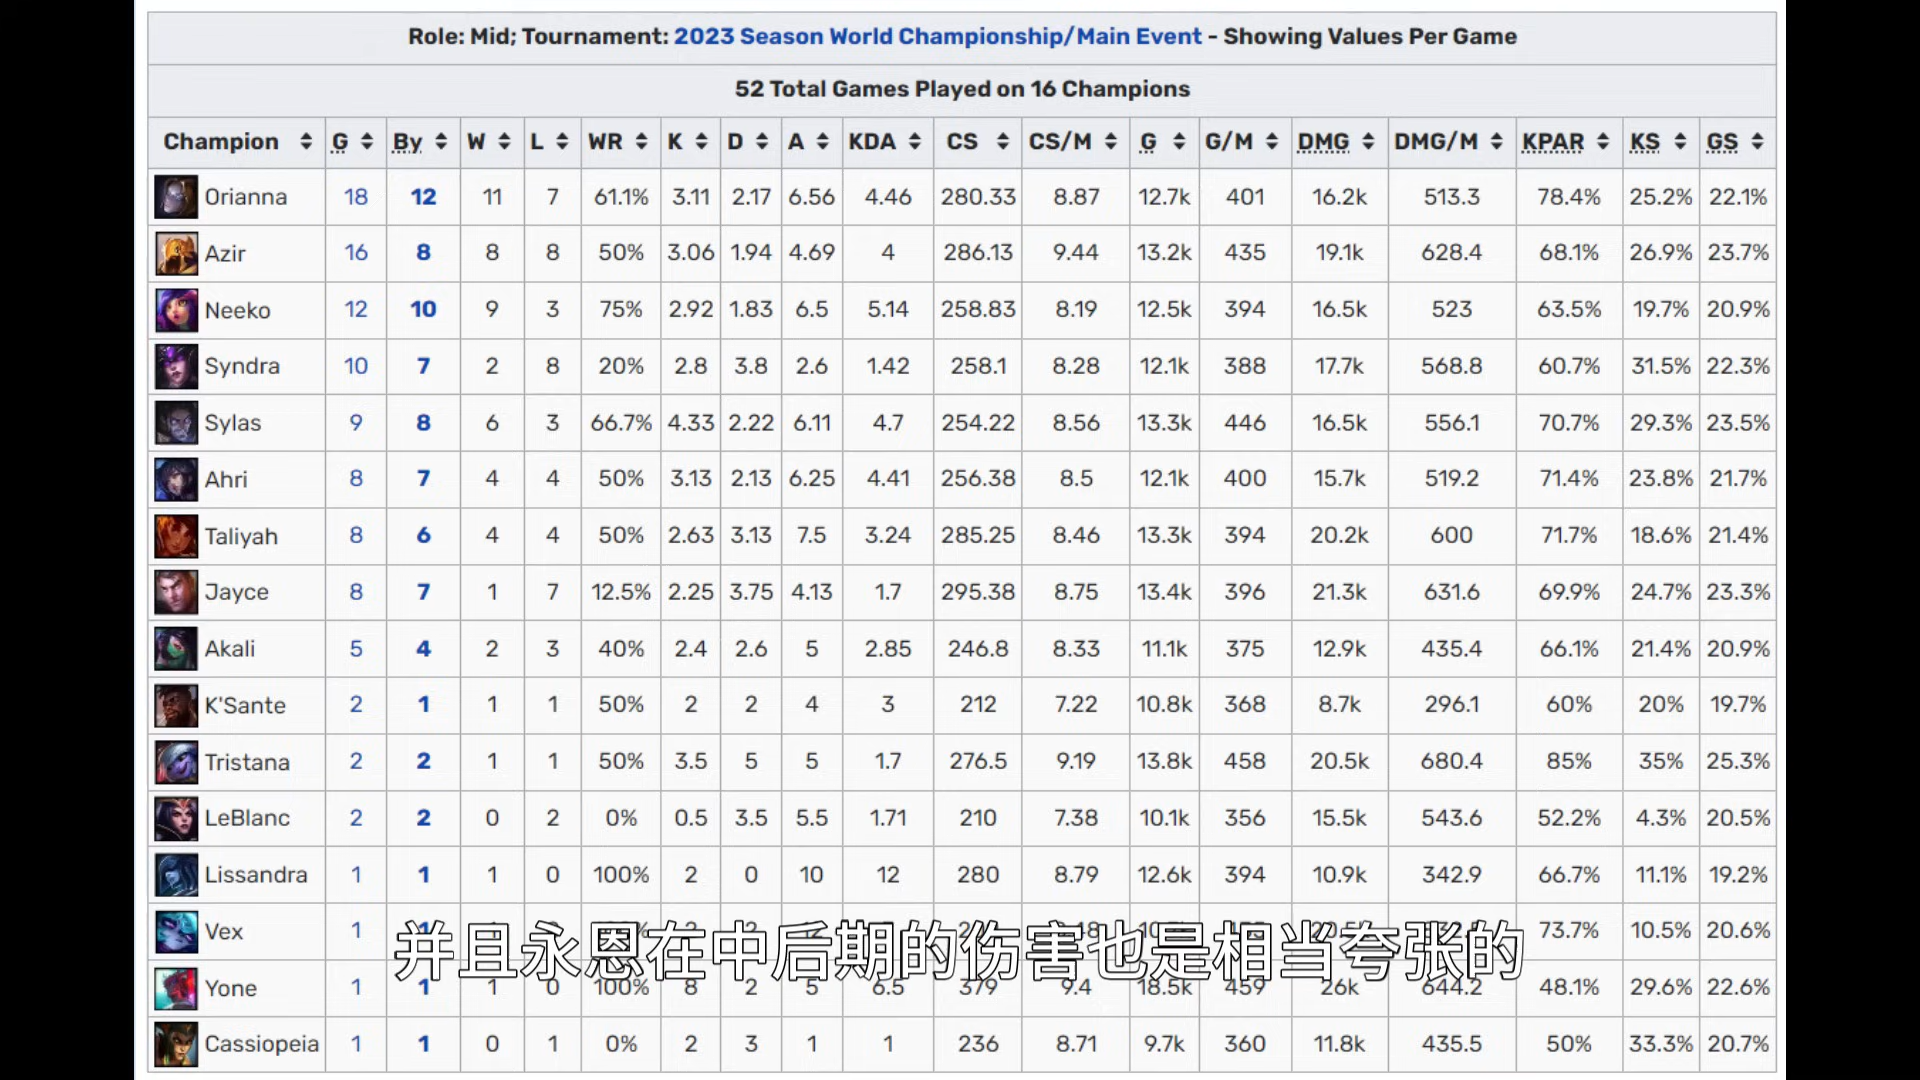 Role: Mid; Tournament: 2023 Season World Championship/Main Event - Showing Values Per Game
52 Total Games Played on 16 Champions
Champion G By W L WR K D A KDA CS CS/M G G/M DMG DMG/M KPAR KS GS
Orianna 18 12 11 7 61.1% 3.11 2.17 6.56 4.46 280.33 8.87 12.7k 401 16.2k 513.3 78.4% 25.2% 22.1%
Azir 16 8 8 8 50% 3.06 1.94 4.69 4 286.13 9.44 13.2k 435 19.1k 628.4 68.1% 26.9% 23.7%
Neeko 12 10 9 3 75% 2.92 1.83 6.5 5.14 258.83 8.19 12.5k 394 16.5k 523 63.5% 19.7% 20.9%
Syndra 10 7 2 8 20% 2.8 3.8 2.6 1.42 258.1 8.28 12.1k 388 17.7k 568.8 60.7% 31.5% 22.3%
Sylas 9 8 6 3 66.7% 4.33 2.22 6.11 4.7 254.22 8.56 13.3k 446 16.5k 556.1 70.7% 29.3% 23.5%
Ahri 8 7 4 4 50% 3.13 2.13 6.25 4.41 256.38 8.5 12.1k 400 15.7k 519.2 71.4% 23.8% 21.7%
Taliyah 8 6 4 4 50% 2.63 3.13 7.5 3.24 285.25 8.46 13.3k 394 20.2k 600 71.7% 18.6% 21.4%
Jayce 8 7 1 7 12.5% 2.25 3.75 4.13 1.7 295.38 8.75 13.4k 396 21.3k 631.6 69.9% 24.7% 23.3%
Akali 5 4 2 3 40% 2.4 2.6 5 2.85 246.8 8.33 11.1k 375 12.9k 435.4 66.1% 21.4% 20.9%
K'Sante 2 1 1 1 50% 2 2 4 3 212 7.22 10.8k 368 8.7k 296.1 60% 20% 19.7%
Tristana 2 2 1 1 50% 3.5 5 5 1.7 276.5 9.19 13.8k 458 20.5k 680.4 85% 35% 25.3%
LeBlanc 2 2 0 2 0% 0.5 3.5 5.5 1.71 210 7.38 10.1k 356 15.5k 543.6 52.2% 4.3% 20.5%
Lissandra 1 1 1 0 100% 2 0 10 12 280 8.79 12.6k 394 10.9k 342.9 66.7% 11.1% 19.2%
Vex 1 1 73.7% 10.5% 20.6%
并且永恩在中后期的伤害也是相当夸张的
Yone 1 1 1 0 100% 8 2 5 6.5 379 9.4 18.5k 459 26k 644.2 48.1% 29.6% 22.6%
Cassiopeia 1 1 0 1 0% 2 3 1 1 236 8.71 9.7k 360 11.8k 435.5 50% 33.3% 20.7%